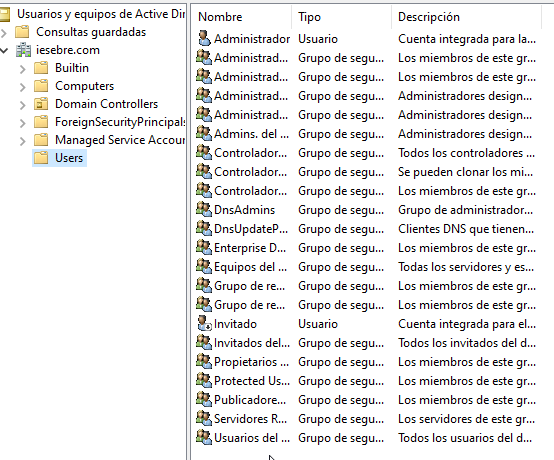 Usuarios y equipos de Active Dir
Consultas guardadas
iesebre.com
Builtin
Computers
Domain Controllers
ForeignSecurityPrincipals
Managed Service Accour
Users
Nombre Tipo Descripción
Administrador Usuario Cuenta integrada para la...
Administrad... Grupo de segu... Los miembros de este gr...
Administrad... Grupo de segu... Los miembros de este gr...
Administrad... Grupo de segu... Administradores design...
Administrad... Grupo de segu... Administradores design...
Admins. del ... Grupo de segu... Administradores design...
Controlador... Grupo de segu... Todos los controladores ...
Controlador... Grupo de segu... Se pueden clonar los mi...
Controlador... Grupo de segu... Los miembros de este gr...
DnsAdmins Grupo de segu... Grupo de administrador...
DnsUpdateP... Grupo de segu... Clientes DNS que tienen...
Enterprise D... Grupo de segu... Los miembros de este gr...
Equipos del ... Grupo de segu... Todas los servidores y es...
Grupo de re... Grupo de segu... Los miembros de este gr...
Grupo de re... Grupo de segu... Los miembros de este gr...
Invitado Usuario Cuenta integrada para el...
Invitados del... Grupo de segu... Todos los invitados del d...
Propietarios ... Grupo de segu... Los miembros de este gr...
Protected Us... Grupo de segu... Los miembros de este gr...
Publicadore... Grupo de segu... Los miembros de este gr...
Servidores R... Grupo de segu... Los servidores de este gr...
Usuarios del ... Grupo de segu... Todos los usuarios del d...